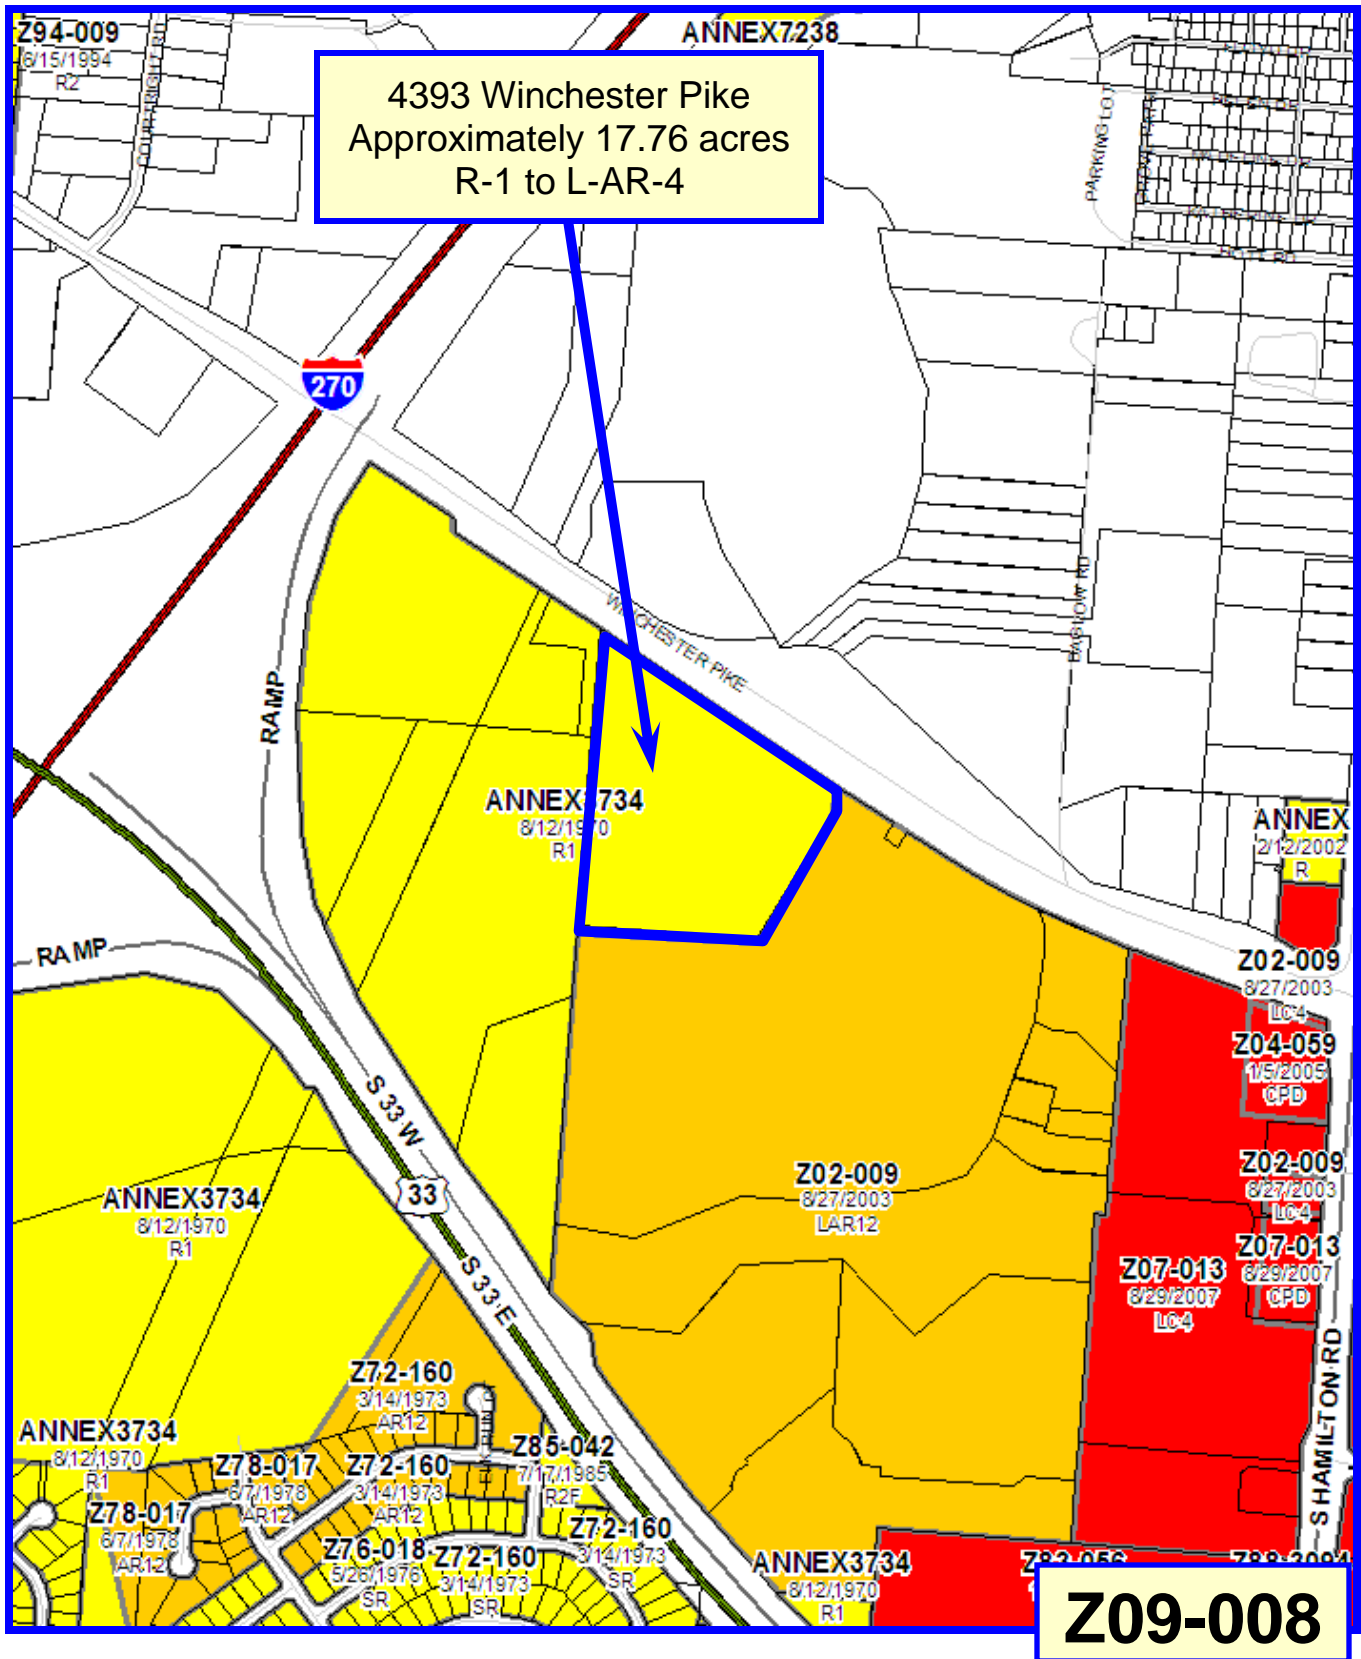 Z94-009
6/15/1994
R2
COURTRIGHT RD
ANNEX7238
4393 Winchester Pike
Approximately 17.76 acres
R-1 to L-AR-4
PARKING LOT
HELEN DR
KATHERINE DR
HOTT RD
270
WINCHESTER PIKE
RAMP
ANNEX3734
8/12/1970
R1
ANNEX
2/12/2002
R
RAMP
Z02-009
8/27/2003
LC4
Z04-059
1/5/2005
CPD
S 33 W
Z02-009
8/27/2003
LAR12
Z02-009
8/27/2003
LC4
33
ANNEX3734
8/12/1970
R1
Z07-013
8/29/2007
CPD
Z07-013
8/29/2007
LC4
S 33 E
S HAMILTON RD
Z72-160
3/14/1973
AR12
ANNEX3734
8/12/1970
R1
Z78-017
6/7/1978
AR12
Z72-160
3/14/1973
AR12
Z85-042
7/17/1985
R2F
Z78-017
6/7/1978
AR12
Z76-018
5/26/1976
SR
Z72-160
3/14/1973
SR
Z72-160
3/14/1973
SR
ANNEX3734
8/12/1970
R1
Z09-008